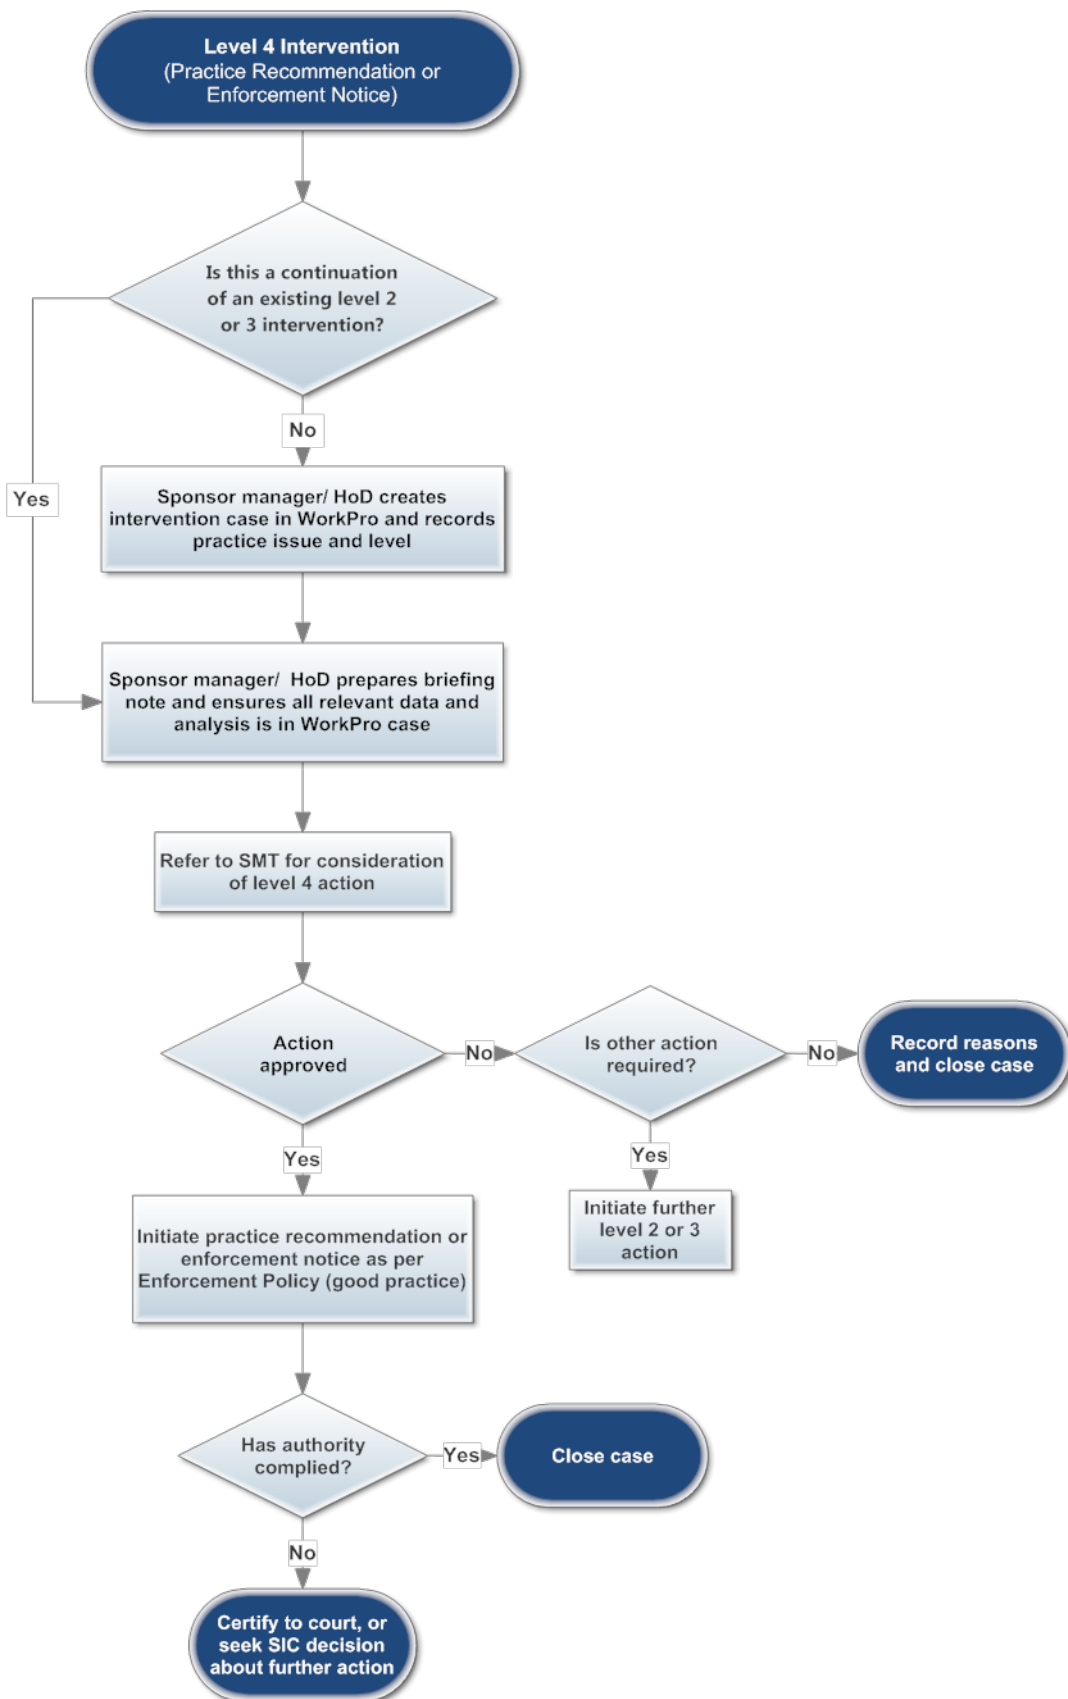 Level 4 Intervention
(Practice Recommendation or
Enforcement Notice)
Is this a continuation
of an existing level 2
or 3 intervention?
No
Yes
Sponsor manager/ HoD creates
intervention case in WorkPro and records
practice issue and level
Sponsor manager/ HoD prepares briefing
note and ensures all relevant data and
analysis is in WorkPro case
Refer to SMT for consideration
of level 4 action
Action
approved
No
Is other action
required?
No
Record reasons
and close case
Yes
Yes
Initiate further
level 2 or 3
action
Initiate practice recommendation or
enforcement notice as per
Enforcement Policy (good practice)
Has authority
complied?
Yes
Close case
No
Certify to court, or
seek SIC decision
about further action